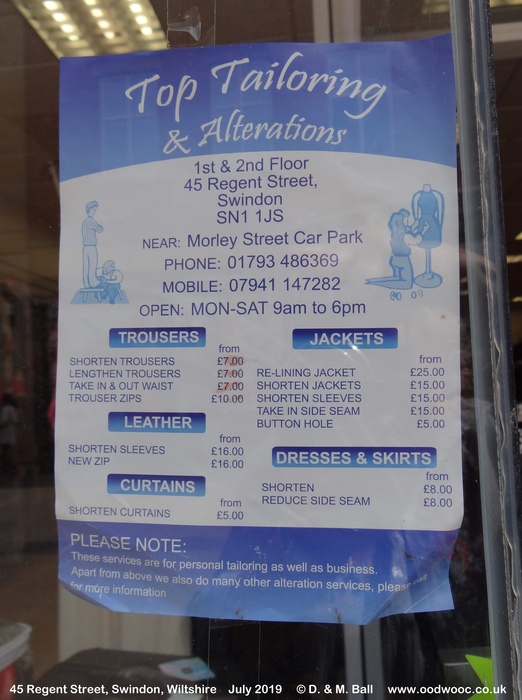 Top Tailoring
& Alterations
1st & 2nd Floor
45 Regent Street,
Swindon
SN1 1JS
NEAR: Morley Street Car Park
PHONE: 01793 486369
MOBILE: 07941 147282
OPEN: MON-SAT 9am to 6pm
TROUSERS
from
SHORTEN TROUSERS £7.00
LENGTHEN TROUSERS £7.00
TAKE IN & OUT WAIST £7.00
TROUSER ZIPS £10.00
LEATHER
from
SHORTEN SLEEVES £16.00
NEW ZIP £16.00
CURTAINS
from
SHORTEN CURTAINS £5.00
JACKETS
from
RE-LINING JACKET £25.00
SHORTEN JACKETS £15.00
SHORTEN SLEEVES £15.00
TAKE IN SIDE SEAM £15.00
BUTTON HOLE £5.00
DRESSES & SKIRTS
from
SHORTEN £8.00
REDUCE SIDE SEAM £8.00
PLEASE NOTE:
These services are for personal tailoring as well as business.
Apart from above we also do many other alteration services, please
for more information
45 Regent Street, Swindon, Wiltshire July 2019 © D. & M. Ball www.oodwooc.co.uk